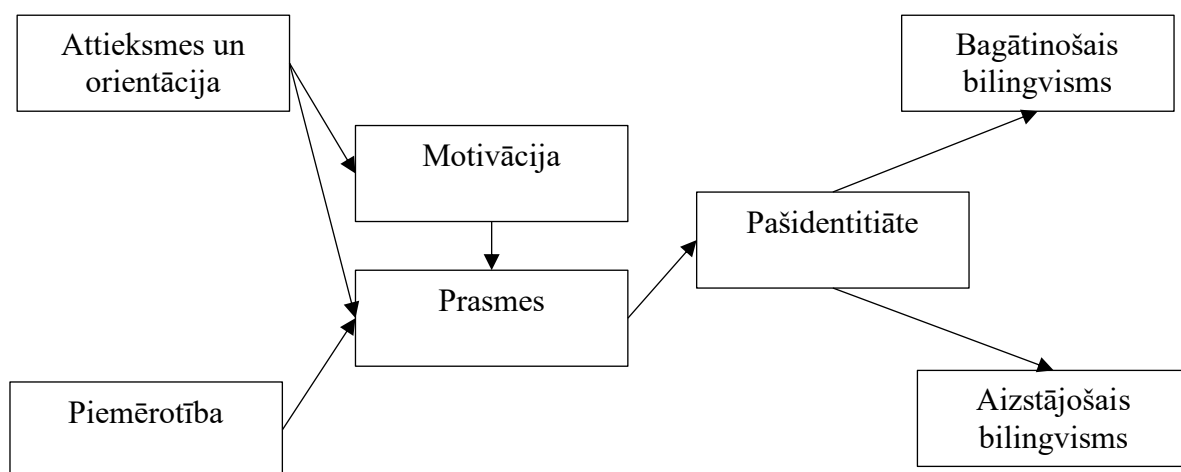 Attieksmes un
orientācija
Bagātinošais
bilingvisms
Motivācija
Pašidentitiāte
Prasmes
Piemērotība
Aizstājošais
bilingvisms